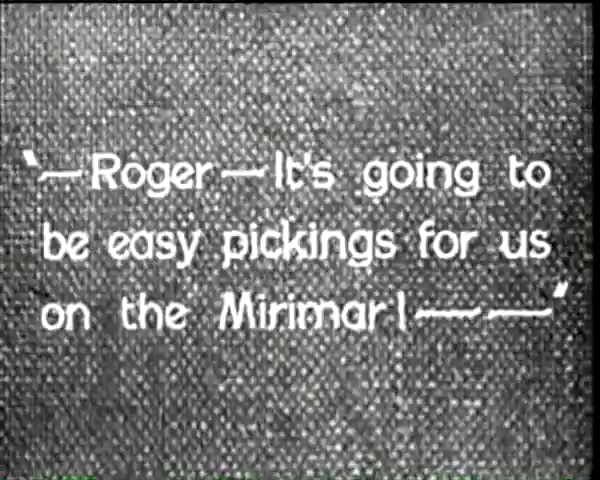 "—Roger—It's going to
be easy pickings for us
on the Mirimar!— —"